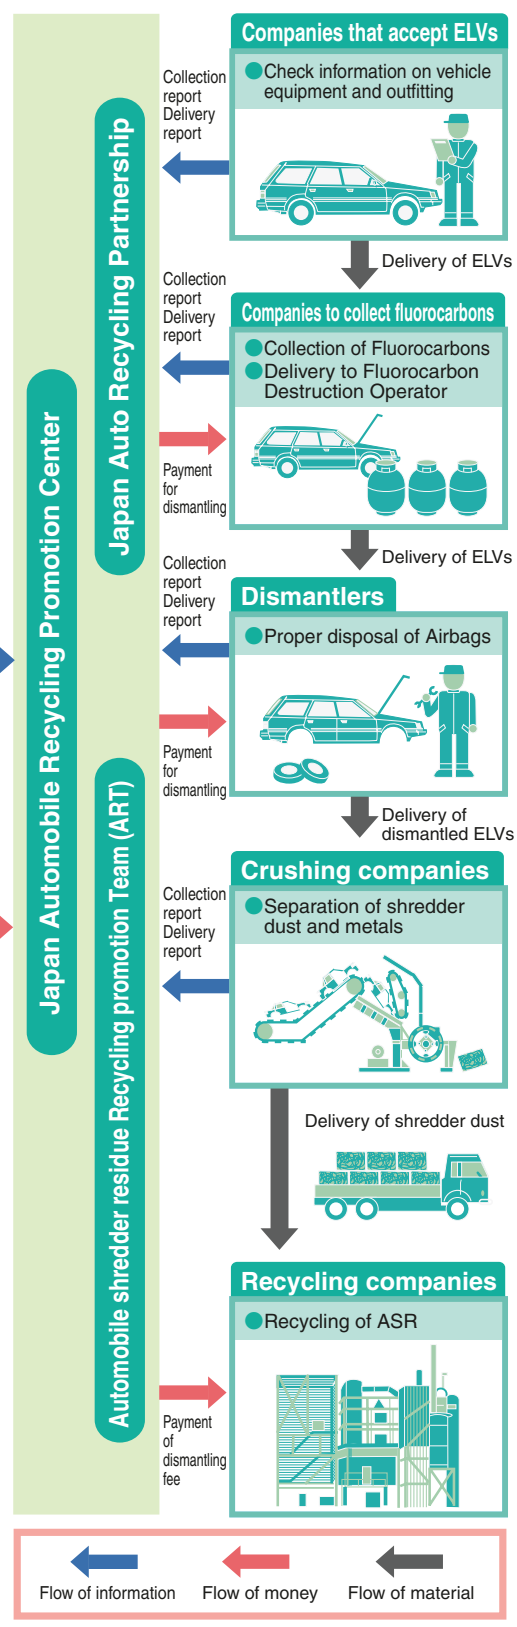 Companies that accept ELVs
Check information on vehicle
equipment and outfitting
Collection
report
Delivery
report
Delivery of ELVs
Japan Auto Recycling Partnership
Companies to collect fluorocarbons
Collection of Fluorocarbons
Delivery to Fluorocarbon
Destruction Operator
Collection
report
Delivery
report
Payment
for
dismantling
Delivery of ELVs
Japan Automobile Recycling Promotion Center
Dismantlers
Proper disposal of Airbags
Collection
report
Delivery
report
Payment
for
dismantling
Delivery of
dismantled ELVs
Automobile shredder residue Recycling promotion Team (ART)
Crushing companies
Separation of shredder
dust and metals
Collection
report
Delivery
report
Delivery of shredder dust
Recycling companies
Recycling of ASR
Payment
of
dismantling
fee
Flow of information
Flow of money
Flow of material